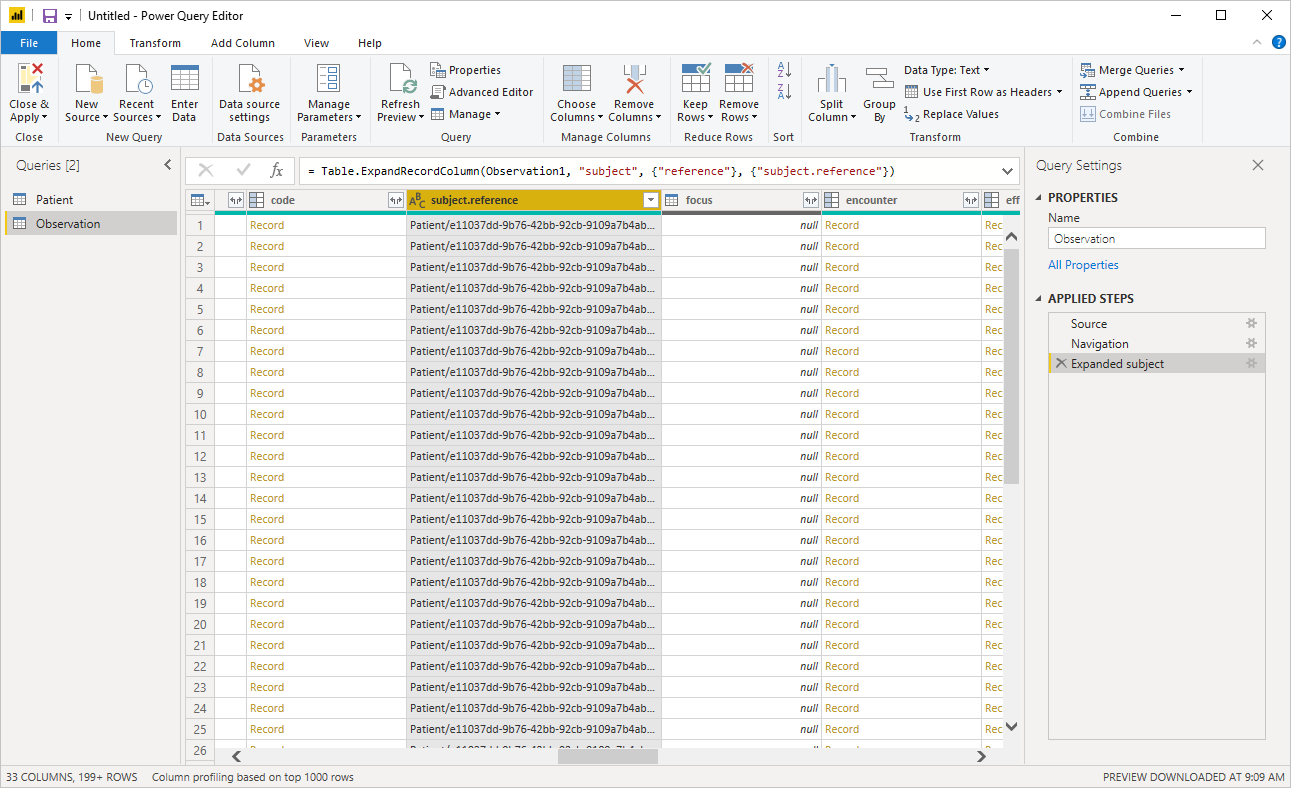 Untitled - Power Query Editor
File Home Transform Add Column View Help
Close & Apply
New Source
Recent Sources
Enter Data
Data source settings
Manage Parameters
Refresh Preview
Properties
Advanced Editor
Manage
Choose Columns
Remove Columns
Keep Rows
Remove Rows
Split Column
Group By
Data Type: Text
Use First Row as Headers
Replace Values
Merge Queries
Append Queries
Combine Files
Close New Query Data Sources Parameters Query Manage Columns Reduce Rows Sort Transform Combine
Queries [2]
Patient
Observation
= Table.ExpandRecordColumn(Observation1, "subject", {"reference"}, {"subject.reference"})
code subject.reference focus encounter eff
1 Record Patient/e11037dd-9b76-42bb-92cb-9109a7b4ab... null Record Rec
2 Record Patient/e11037dd-9b76-42bb-92cb-9109a7b4ab... null Record Rec
3 Record Patient/e11037dd-9b76-42bb-92cb-9109a7b4ab... null Record Rec
4 Record Patient/e11037dd-9b76-42bb-92cb-9109a7b4ab... null Record Rec
5 Record Patient/e11037dd-9b76-42bb-92cb-9109a7b4ab... null Record Rec
6 Record Patient/e11037dd-9b76-42bb-92cb-9109a7b4ab... null Record Rec
7 Record Patient/e11037dd-9b76-42bb-92cb-9109a7b4ab... null Record Rec
8 Record Patient/e11037dd-9b76-42bb-92cb-9109a7b4ab... null Record Rec
9 Record Patient/e11037dd-9b76-42bb-92cb-9109a7b4ab... null Record Rec
10 Record Patient/e11037dd-9b76-42bb-92cb-9109a7b4ab... null Record Rec
11 Record Patient/e11037dd-9b76-42bb-92cb-9109a7b4ab... null Record Rec
12 Record Patient/e11037dd-9b76-42bb-92cb-9109a7b4ab... null Record Rec
13 Record Patient/e11037dd-9b76-42bb-92cb-9109a7b4ab... null Record Rec
14 Record Patient/e11037dd-9b76-42bb-92cb-9109a7b4ab... null Record Rec
15 Record Patient/e11037dd-9b76-42bb-92cb-9109a7b4ab... null Record Rec
16 Record Patient/e11037dd-9b76-42bb-92cb-9109a7b4ab... null Record Rec
17 Record Patient/e11037dd-9b76-42bb-92cb-9109a7b4ab... null Record Rec
18 Record Patient/e11037dd-9b76-42bb-92cb-9109a7b4ab... null Record Rec
19 Record Patient/e11037dd-9b76-42bb-92cb-9109a7b4ab... null Record Rec
20 Record Patient/e11037dd-9b76-42bb-92cb-9109a7b4ab... null Record Rec
21 Record Patient/e11037dd-9b76-42bb-92cb-9109a7b4ab... null Record Rec
22 Record Patient/e11037dd-9b76-42bb-92cb-9109a7b4ab... null Record Rec
23 Record Patient/e11037dd-9b76-42bb-92cb-9109a7b4ab... null Record Rec
24 Record Patient/e11037dd-9b76-42bb-92cb-9109a7b4ab... null Record Rec
25 Record Patient/e11037dd-9b76-42bb-92cb-9109a7b4ab... null Record Rec
26
Query Settings
PROPERTIES
Name
Observation
All Properties
APPLIED STEPS
Source
Navigation
Expanded subject
33 COLUMNS, 199+ ROWS Column profiling based on top 1000 rows PREVIEW DOWNLOADED AT 9:09 AM